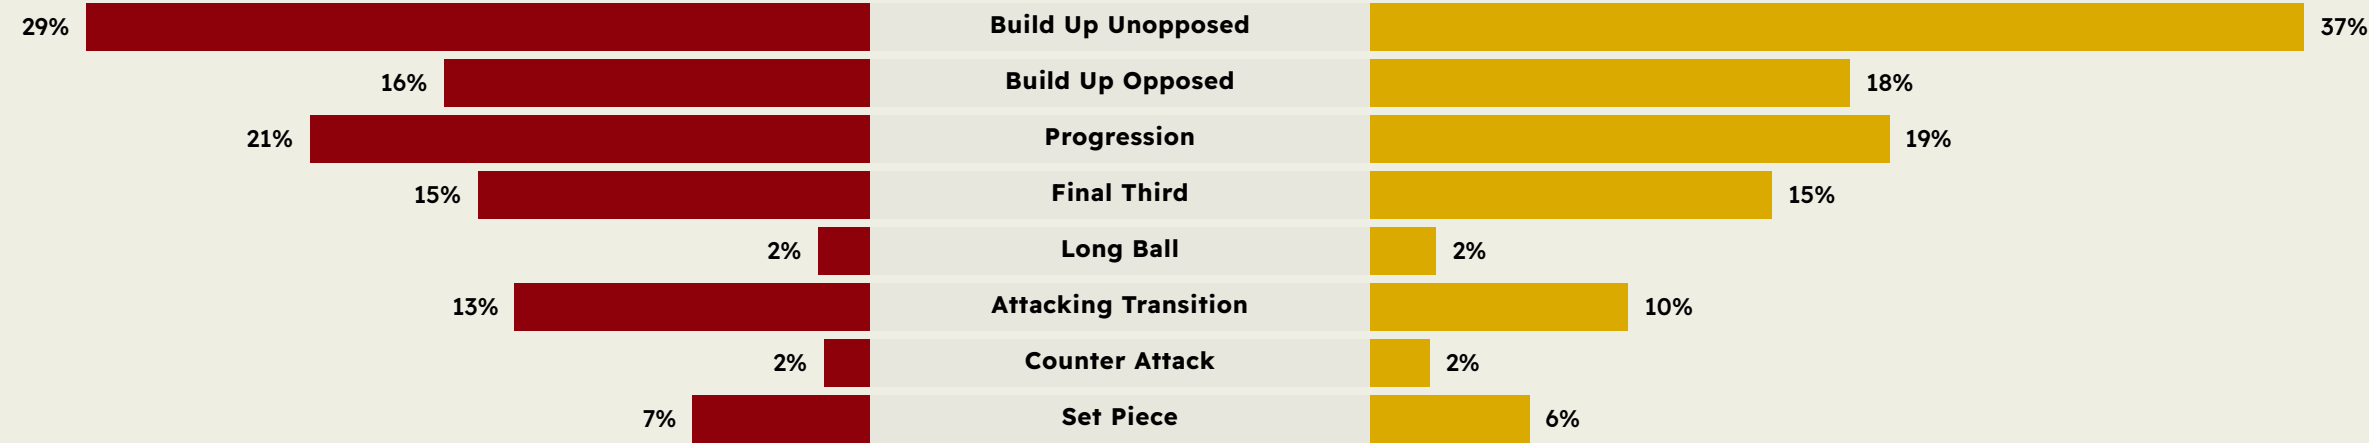 29% Build Up Unopposed 37%
16% Build Up Opposed 18%
21% Progression 19%
15% Final Third 15%
2% Long Ball 2%
13% Attacking Transition 10%
2% Counter Attack 2%
7% Set Piece 6%